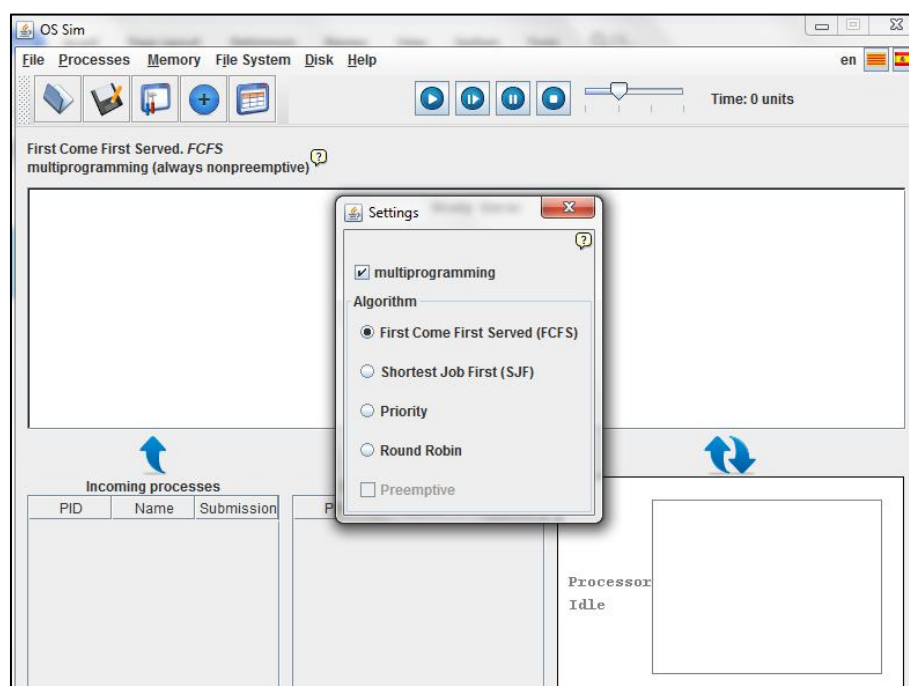 OS Sim
File Processes Memory File System Disk Help
en
Time: 0 units
First Come First Served. FCFS
multiprogramming (always nonpreemptive)
?
Settings
?
multiprogramming
Algorithm
First Come First Served (FCFS)
Shortest Job First (SJF)
Priority
Round Robin
Preemptive
Incoming processes
PID Name Submission
Processor
Idle